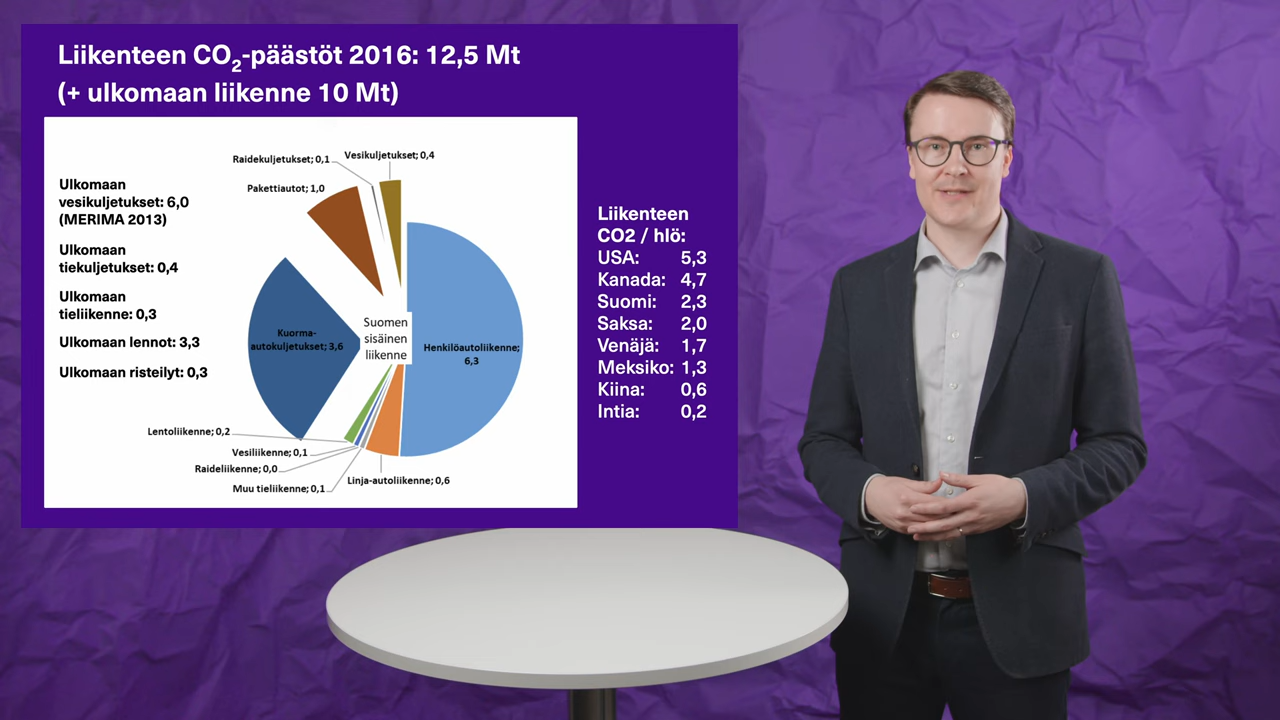 Liikenteen CO2-päästöt 2016: 12,5 Mt
(+ ulkomaan liikenne 10 Mt)
Ulkomaan
vesikuljetukset: 6,0
(MERIMA 2013)
Ulkomaan
tiekuljetukset: 0,4
Ulkomaan
tieliikenne: 0,3
Ulkomaan lennot: 3,3
Ulkomaan risteilyt: 0,3
Raidekuljetukset; 0,1
Vesikuljetukset; 0,4
Pakettiautot; 1,0
Kuorma-
autokuljetukset; 3,6
Suomen
sisäinen
liikenne
Henkilöautoliikenne;
6,3
Lentoliikenne; 0,2
Vesiliikenne; 0,1
Raideliikenne; 0,0
Muu tieliikenne; 0,1
Linja-autoliikenne; 0,6
Liikenteen
CO2 / hlö:
USA: 5,3
Kanada: 4,7
Suomi: 2,3
Saksa: 2,0
Venäjä: 1,7
Meksiko: 1,3
Kiina: 0,6
Intia: 0,2